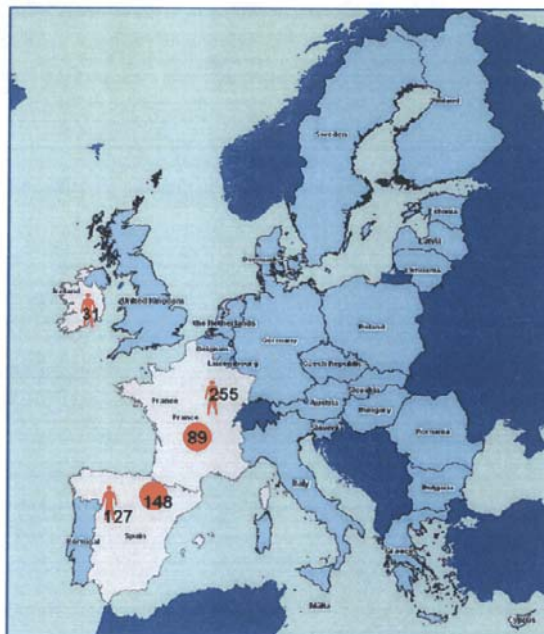 Finland
Sweden
Estonia
Latvia
Denmark
Lithuania
Ireland
31
United Kingdom
the Netherlands
Poland
Germany
Belgium
Luxembourg
Czech Republic
255
Slovakia
France
Austria
Hungary
France
Slovenia
Romania
89
Italy
Bulgaria
148
127
Portugal
Spain
Greece
Malta
Cyprus